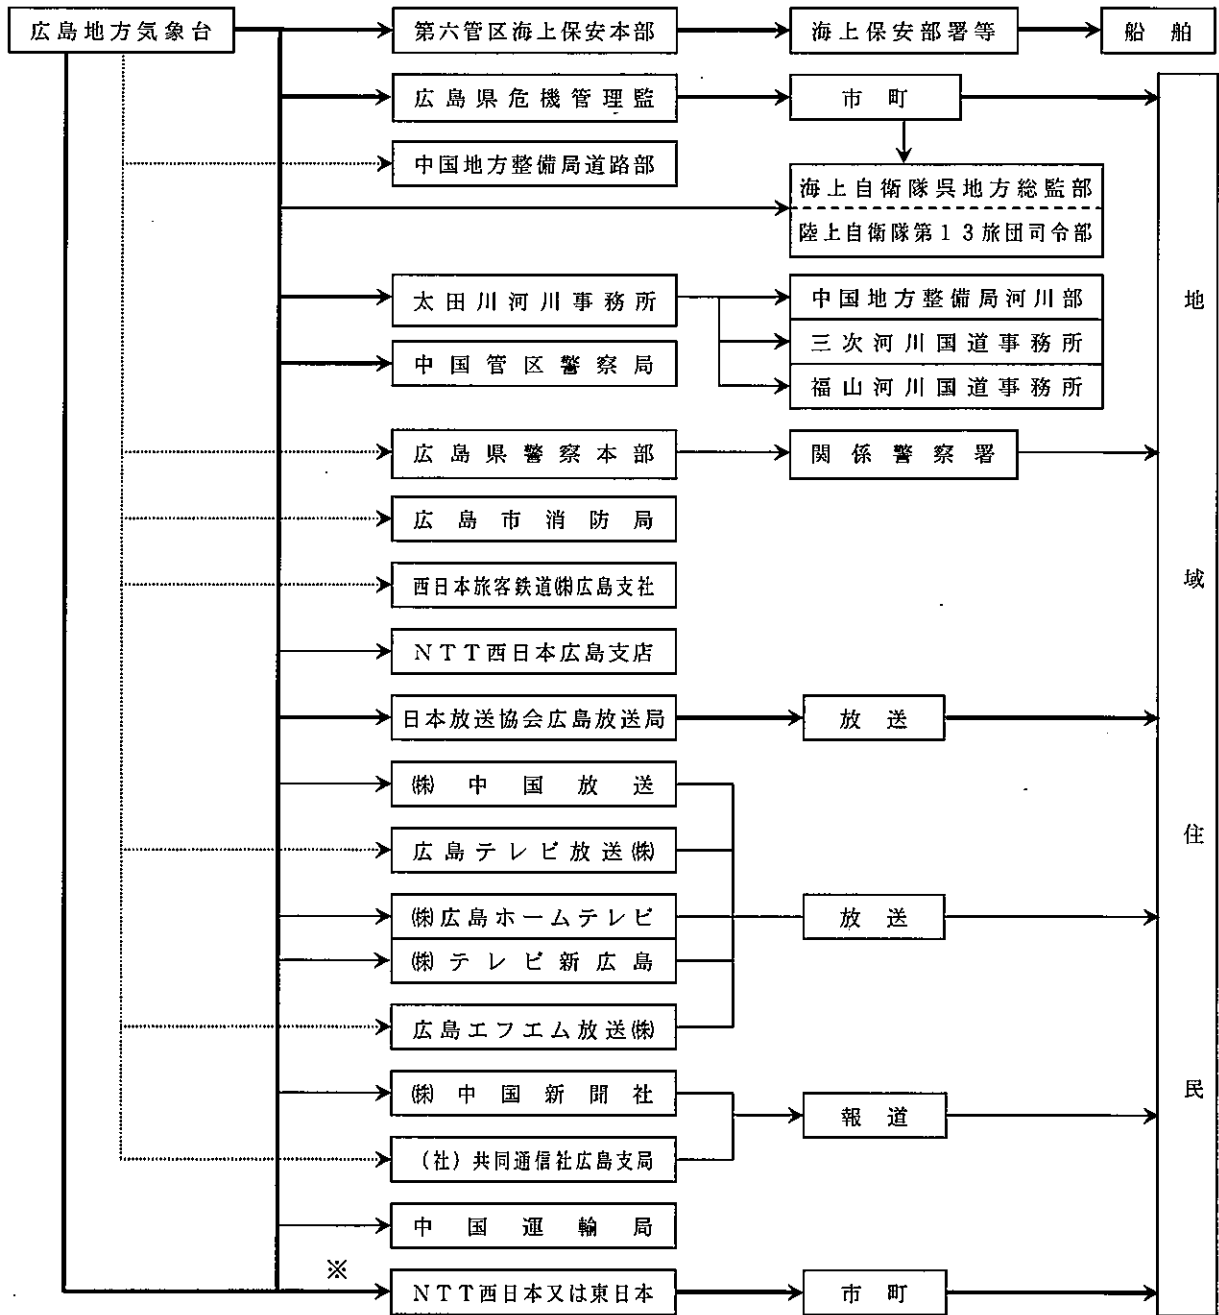 広島地方気象台
第六管区海上保安本部
海上保安部署等
船舶
広島県危機管理監
市町
中国地方整備局道路部
海上自衛隊呉地方総監部
陸上自衛隊第13旅団司令部
太田川河川事務所
中国地方整備局河川部
三次河川国道事務所
中国管区警察局
福山河川国道事務所
広島県警察本部
関係警察署
広島市消防局
西日本旅客鉄道㈱広島支社
NTT西日本広島支店
日本放送協会広島放送局
放送
㈱中国放送
広島テレビ放送㈱
㈱広島ホームテレビ
放送
㈱テレビ新広島
広島エフエム放送㈱
㈱中国新聞社
報道
(社)共同通信社広島支局
中国運輸局
※
NTT西日本又は東日本
市町
地域住民